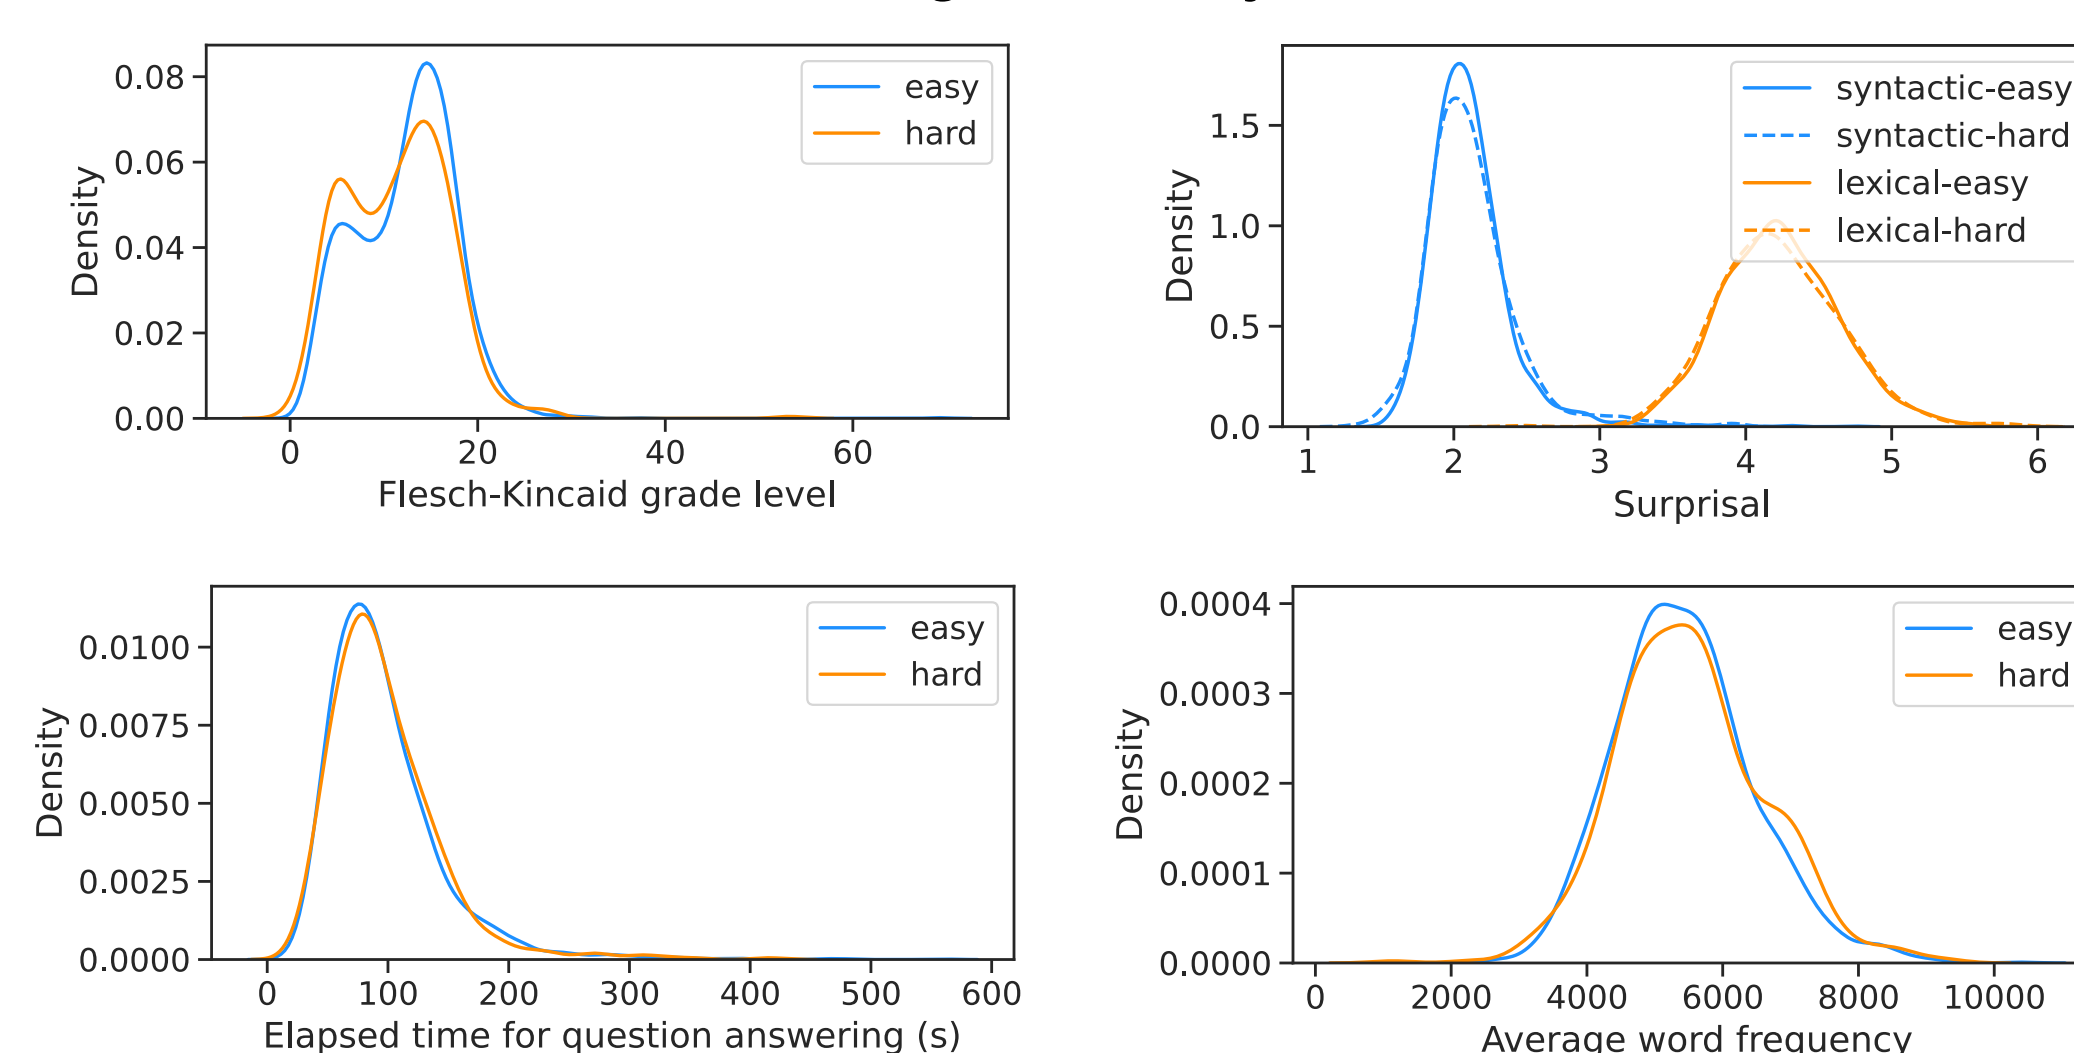 0.08
0.06
0.04
0.02
0.00
Density
easy
hard
0 20 40 60
Flesch-Kincaid grade level
1.5
1.0
0.5
0.0
Density
syntactic-easy
syntactic-hard
lexical-easy
lexical-hard
1 2 3 4 5 6
Surprisal
0.0100
0.0075
0.0050
0.0025
0.0000
Density
easy
hard
0 100 200 300 400 500 600
Elapsed time for question answering (s)
0.0004
0.0003
0.0002
0.0001
0.0000
Density
easy
hard
0 2000 4000 6000 8000 10000
Average word frequency